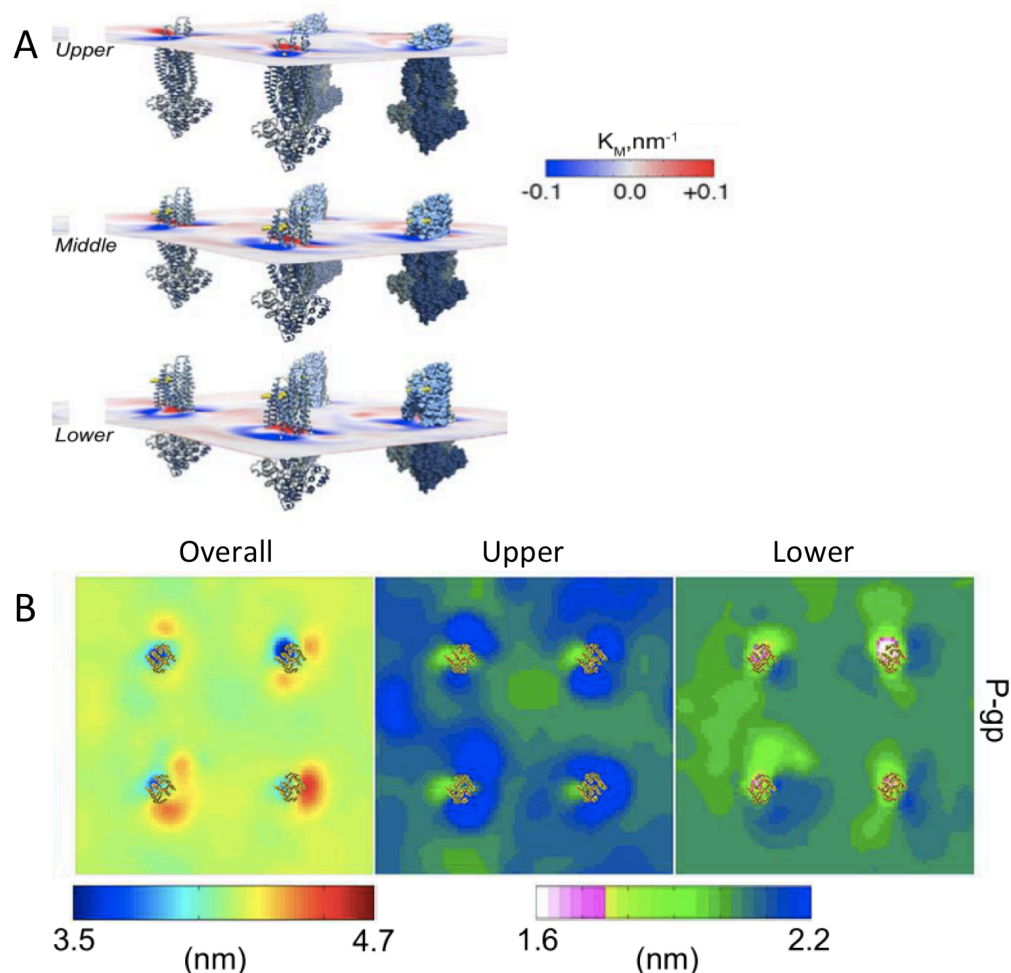 A
Upper
K_M,nm⁻¹
-0.1 0.0 +0.1
Middle
Lower
Overall Upper Lower
B
P-gp
3.5 4.7
(nm)
1.6 2.2
(nm)